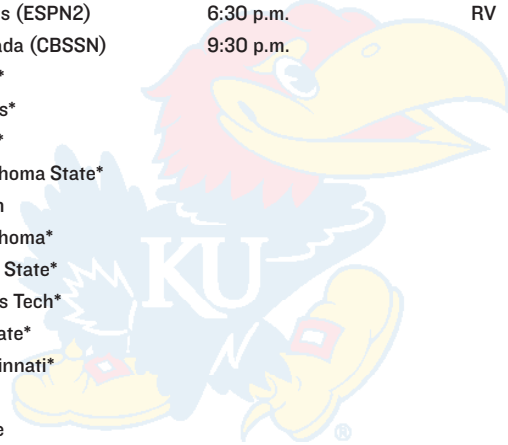 s (ESPN2) 6:30 p.m. RV
ada (CBSSN) 9:30 p.m.
*
s*
*
homa State*
n
homa*
State*
s Tech*
ate*
innati*
e
KU
®